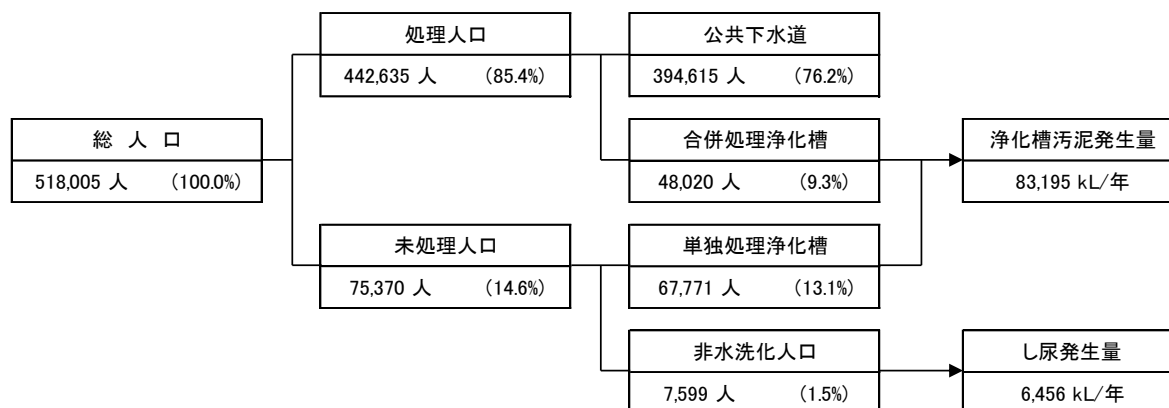 処理人口
442,635 人 (85.4%)
公共下水道
394,615 人 (76.2%)
総 人 口
518,005 人 (100.0%)
合併処理浄化槽
48,020 人 (9.3%)
浄化槽汚泥発生量
83,195 kL/年
未処理人口
75,370 人 (14.6%)
単独処理浄化槽
67,771 人 (13.1%)
非水洗化人口
7,599 人 (1.5%)
し尿発生量
6,456 kL/年